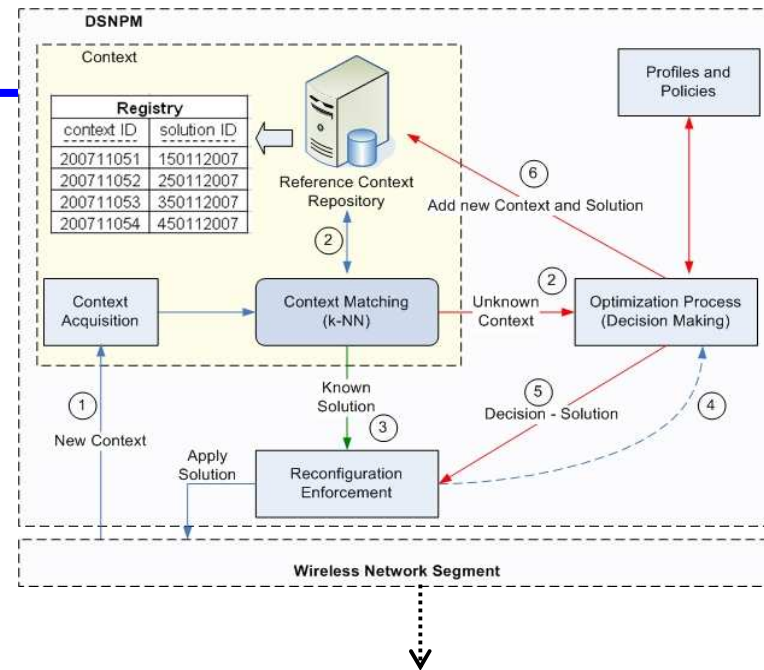 DSNPM
Context
Registry
context ID solution ID
200711051 150112007
200711052 250112007
200711053 350112007
200711054 450112007
Reference Context
Repository
Profiles and
Policies
6
Add new Context and Solution
2
Context
Acquisition
Context Matching
(k-NN)
2
Unknown
Context
Optimization Process
(Decision Making)
1
New Context
Known
Solution
3
5
Decision - Solution
4
Apply
Solution
Reconfiguration
Enforcement
Wireless Network Segment